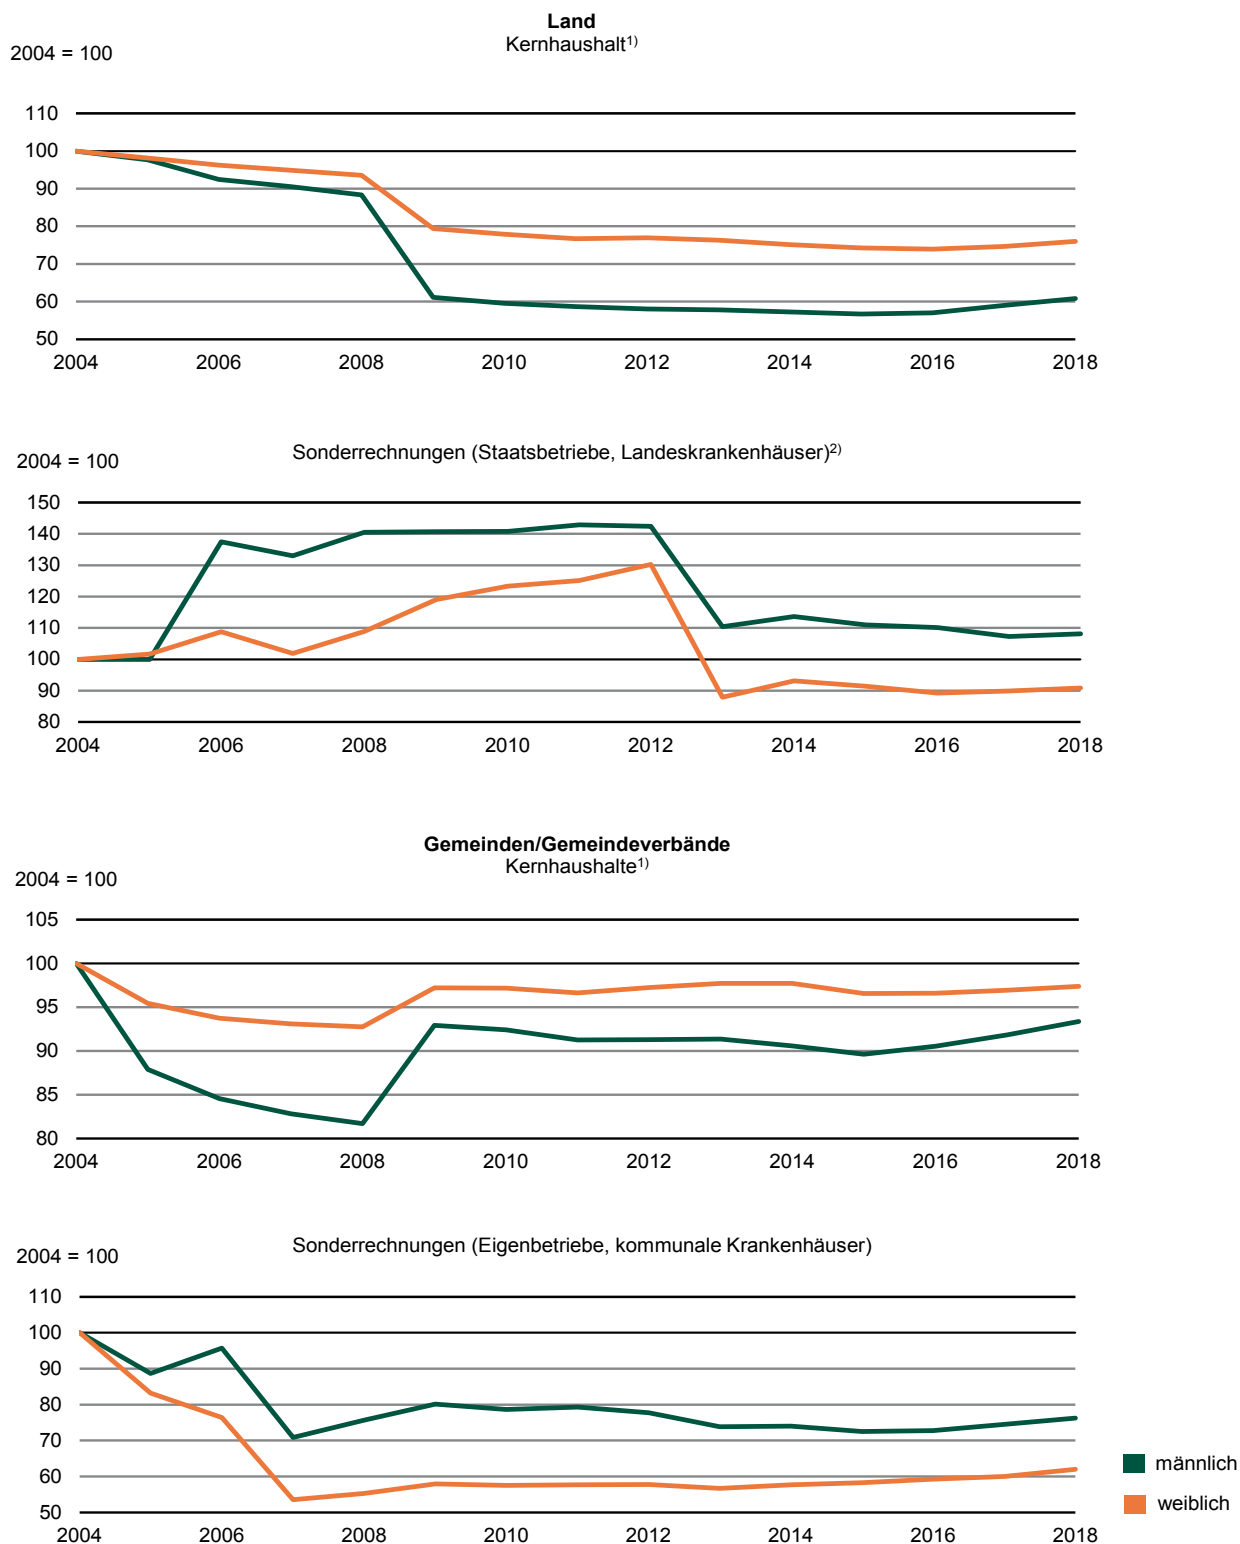 Land
Kernhaushalt1)
2004 = 100
110
100
90
80
70
60
50
2004 2006 2008 2010 2012 2014 2016 2018
Sonderrechnungen (Staatsbetriebe, Landeskrankenhäuser)2)
2004 = 100
150
140
130
120
110
100
90
80
2004 2006 2008 2010 2012 2014 2016 2018
Gemeinden/Gemeindeverbände
Kernhaushalte1)
2004 = 100
105
100
95
90
85
80
2004 2006 2008 2010 2012 2014 2016 2018
Sonderrechnungen (Eigenbetriebe, kommunale Krankenhäuser)
2004 = 100
110
100
90
80
70
60
50
2004 2006 2008 2010 2012 2014 2016 2018
männlich
weiblich